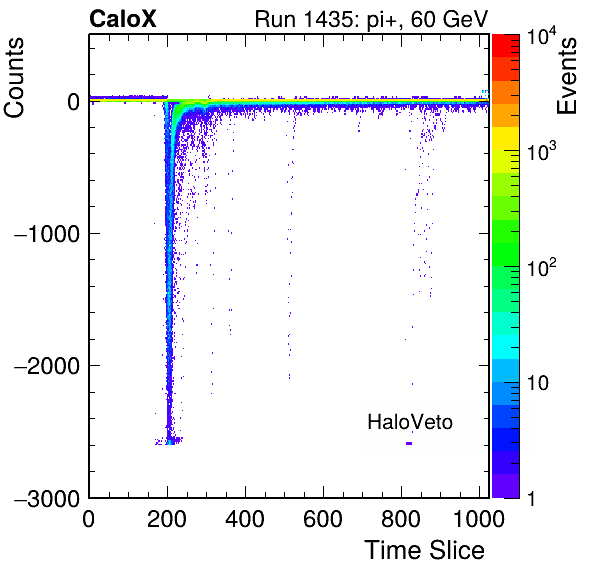 CaloX
Run 1435: pi+, 60 GeV
Counts
Events
0
−1000
−2000
−3000
0
200
400
600
800
1000
Time Slice
HaloVeto
10^4
10^3
10^2
10
1